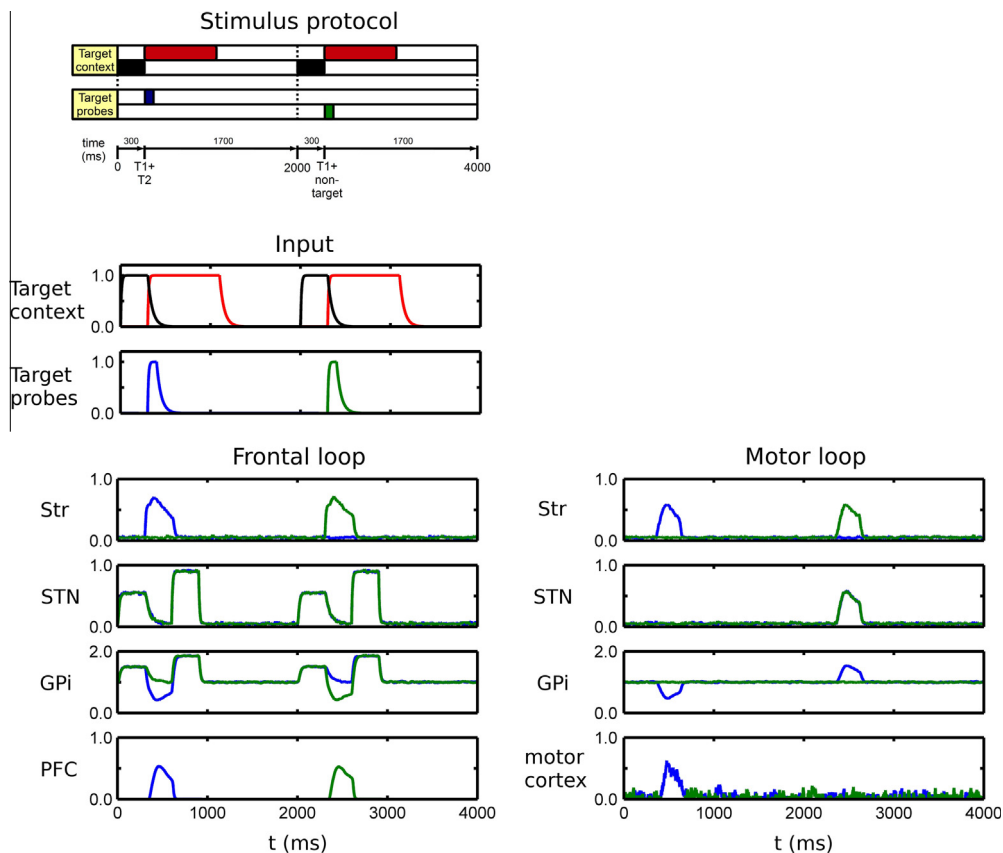 Stimulus protocol
Target
context
Target
probes
time
(ms)
300
1700
300
1700
0
T1+
T2
2000
T1+
non-
target
4000
Input
Target
context
1.0
0.0
Target
probes
1.0
0.0
Frontal loop
Str
1.0
0.0
STN
1.0
0.0
GPi
2.0
0.0
PFC
1.0
0.0
0
1000
2000
3000
4000
t (ms)
Motor loop
Str
1.0
0.0
STN
1.0
0.0
GPi
2.0
0.0
motor
cortex
1.0
0.0
0
1000
2000
3000
4000
t (ms)